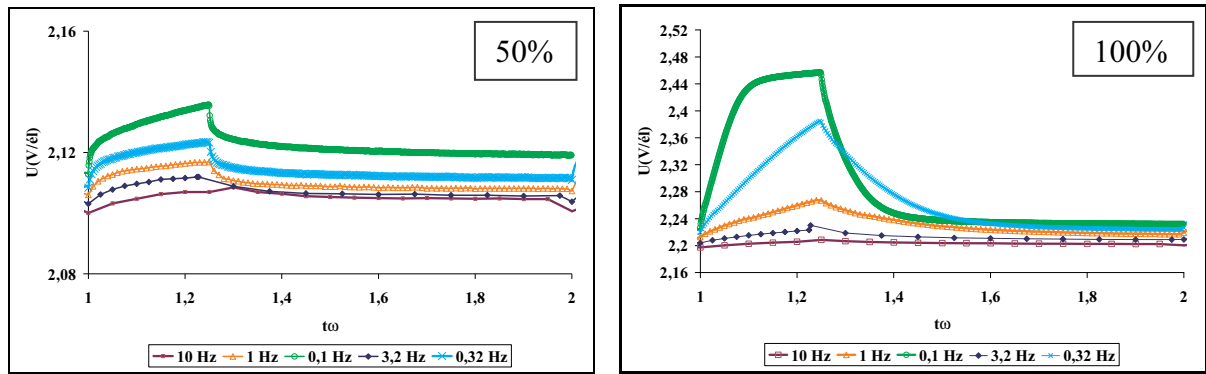 50%
U(V/él)
2,16
2,12
2,08
1 1,2 1,4 1,6 1,8 2
tω
10 Hz 1 Hz 0,1 Hz 3,2 Hz 0,32 Hz
100%
U(V/él)
2,52
2,48
2,44
2,4
2,36
2,32
2,28
2,24
2,2
2,16
1 1,2 1,4 1,6 1,8 2
tω
10 Hz 1 Hz 0,1 Hz 3,2 Hz 0,32 Hz